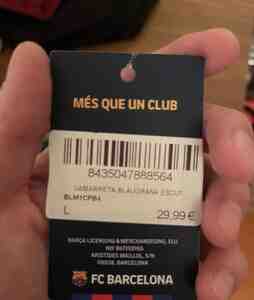 MÉS QUE UN CLUB
8435047888564
SAMARRETA BLAUGRANA ESCUT
BLM1CPB4
L 29,99 €
BARÇA LICENSING & MERCHANDISING, SLU
NIF B67089766
ARISTIDES MAILLOL, S/N
08028, BARCELONA
FC BARCELONA